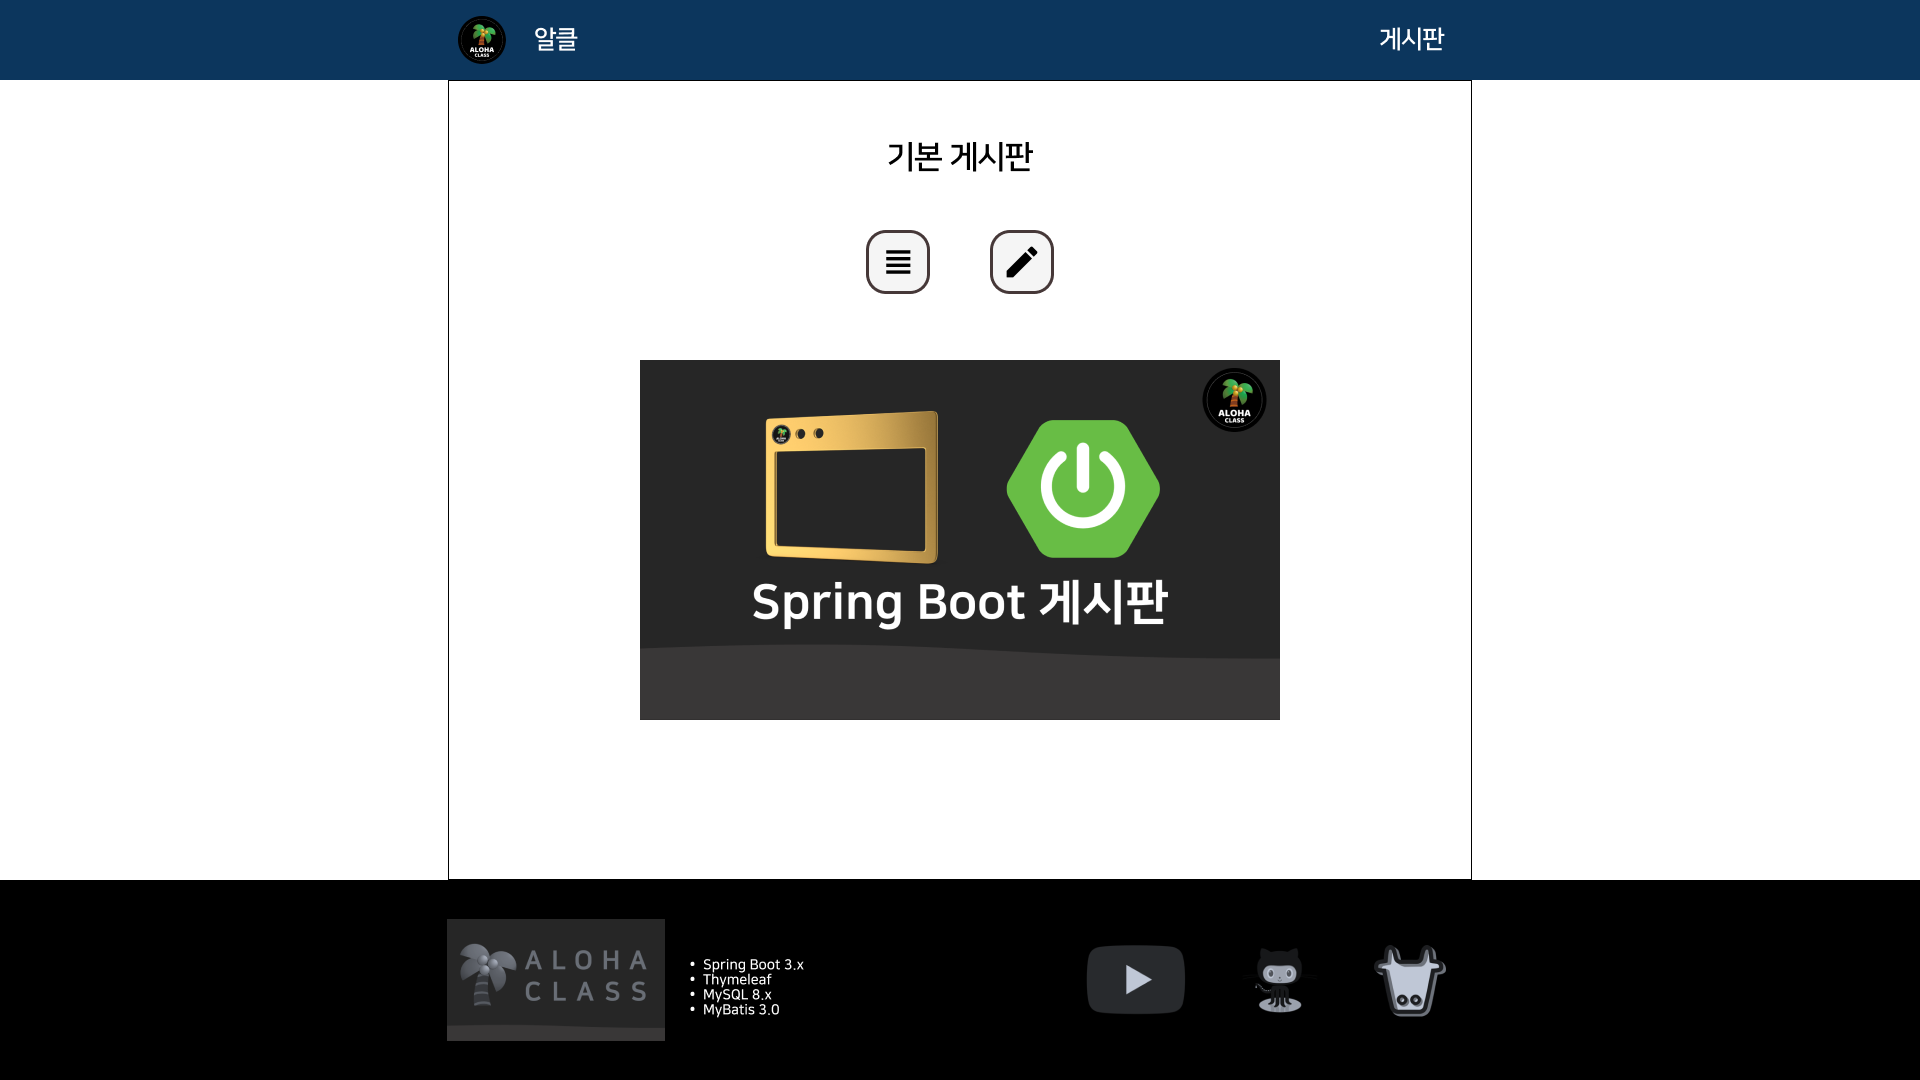 ALOHA
CLASS
알클
게시판
기본 게시판
ALOHA
CLASS
Spring Boot 게시판
ALOHA
CLASS
• Spring Boot 3.x
• Thymeleaf
• MySQL 8.x
• MyBatis 3.0